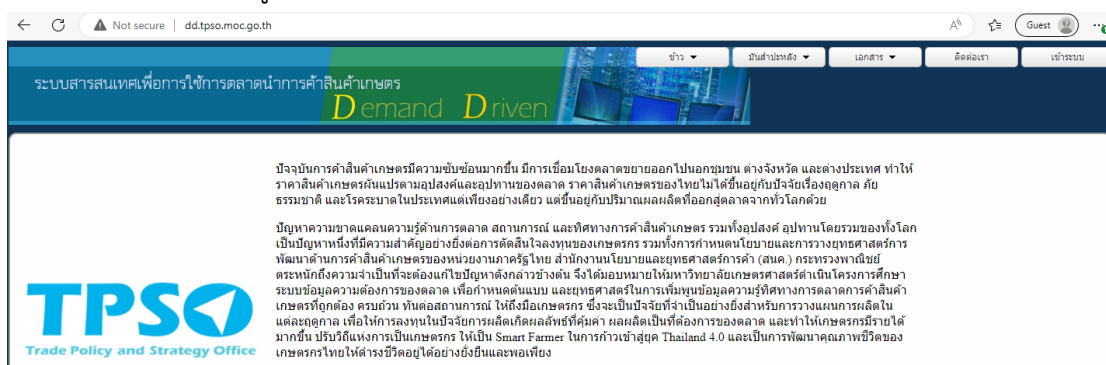 Not secure | dd.tpso.moc.go.th
Guest
ข่าว
มันสำปะหลัง
เอกสาร
ติดต่อเรา
เข้าระบบ
ระบบสารสนเทศเพื่อการใช้การตลาดนำการค้าสินค้าเกษตร
Demand Driven
ปัจจุบันการค้าสินค้าเกษตรมีความซับซ้อนมากขึ้น มีการเชื่อมโยงตลาดขยายออกไปนอกชุมชน ต่างจังหวัด และต่างประเทศ ทำให้
ราคาสินค้าเกษตรผันแปรตามอุปสงค์และอุปทานของตลาด ราคาสินค้าเกษตรของไทยไม่ได้ขึ้นอยู่กับปัจจัยเรื่องฤดูกาล ภัย
ธรรมชาติ และโรคระบาดในประเทศแต่เพียงอย่างเดียว แต่ขึ้นอยู่กับปริมาณผลผลิตที่ออกสู่ตลาดจากทั่วโลกด้วย
ปัญหาความขาดแคลนความรู้ด้านการตลาด สถานการณ์ และทิศทางการค้าสินค้าเกษตร รวมทั้งอุปสงค์ อุปทานโดยรวมของทั้งโลก
เป็นปัญหาหนึ่งที่มีความสำคัญอย่างยิ่งต่อการตัดสินใจลงทุนของเกษตรกร รวมทั้งการกำหนดนโยบายและการวางยุทธศาสตร์การ
พัฒนาด้านการค้าสินค้าเกษตรของหน่วยงานภาครัฐไทย สำนักงานนโยบายและยุทธศาสตร์การค้า (สนค.) กระทรวงพาณิชย์
ตระหนักถึงความจำเป็นที่จะต้องแก้ไขปัญหาดังกล่าวข้างต้น จึงได้มอบหมายให้มหาวิทยาลัยเกษตรศาสตร์ดำเนินโครงการศึกษา
ระบบข้อมูลความต้องการของตลาด เพื่อกำหนดต้นแบบ และยุทธศาสตร์ในการเพิ่มพูนข้อมูลความรู้ทิศทางการตลาดการค้าสินค้า
เกษตรที่ถูกต้อง ครบถ้วน ทันต่อสถานการณ์ ให้ถึงมือเกษตรกร ซึ่งจะเป็นปัจจัยที่จำเป็นอย่างยิ่งสำหรับการวางแผนการผลิตใน
แต่ละฤดูกาล เพื่อให้การลงทุนในปัจจัยการผลิตเกิดผลลัพธ์ที่คุ้มค่า ผลผลิตเป็นที่ต้องการของตลาด และทำให้เกษตรกรมีรายได้
มากขึ้น ปรับวิถีแห่งการเป็นเกษตรกร ให้เป็น Smart Farmer ในการก้าวเข้าสู่ยุค Thailand 4.0 และเป็นการพัฒนาคุณภาพชีวิตของ
เกษตรกรไทยให้ดำรงชีวิตอยู่ได้อย่างยั่งยืนและพอเพียง
TPSO
Trade Policy and Strategy Office